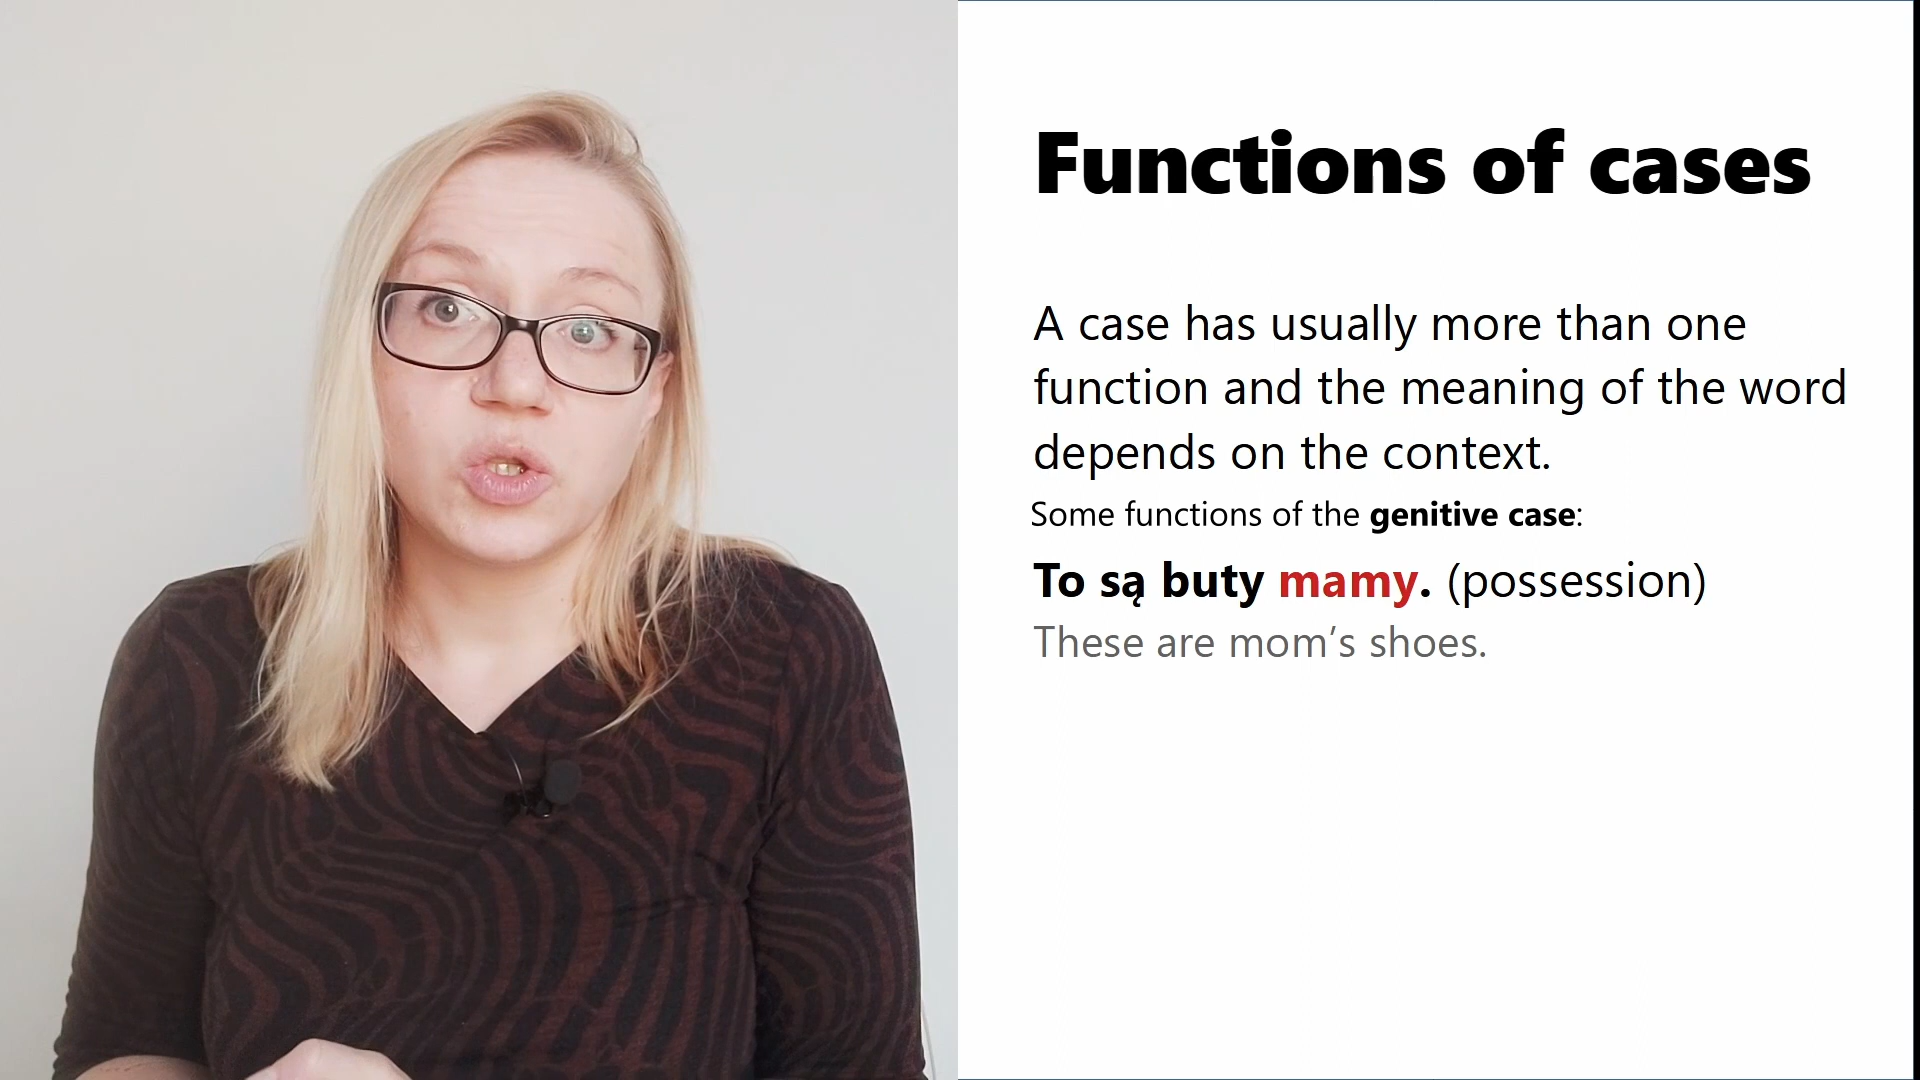 Functions of cases
A case has usually more than one
function and the meaning of the word
depends on the context.
Some functions of the genitive case:
To są buty mamy. (possession)
These are mom’s shoes.